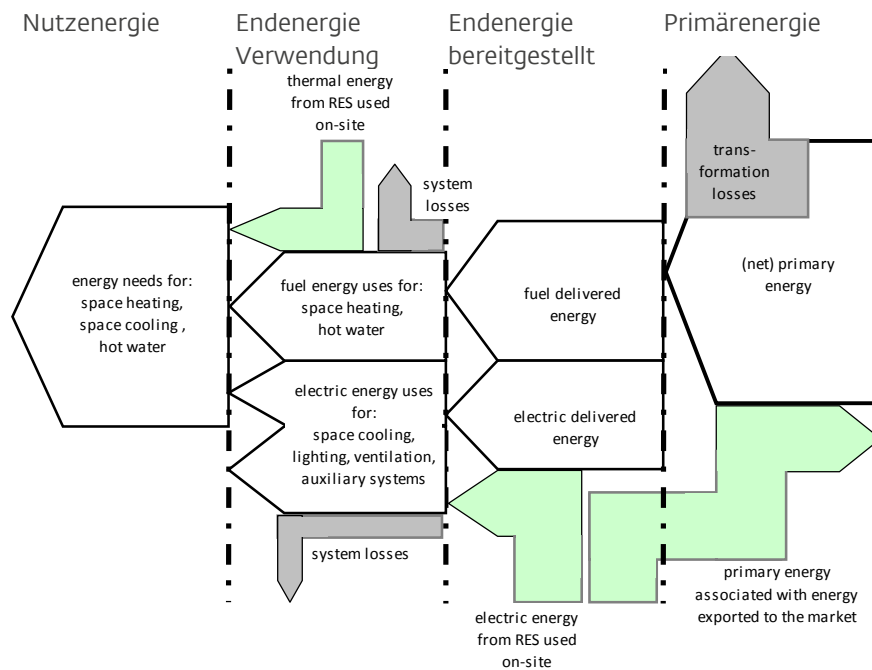 Nutzenergie
Endenergie
Verwendung
Endenergie
bereitgestellt
Primärenergie
thermal energy
from RES used
on-site
system
losses
trans-
formation
losses
energy needs for:
space heating,
space cooling ,
hot water
fuel energy uses for:
space heating,
hot water
fuel delivered
energy
(net) primary
energy
electric energy uses
for:
space cooling,
lighting, ventilation,
auxiliary systems
electric delivered
energy
system losses
electric energy
from RES used
on-site
primary energy
associated with energy
exported to the market